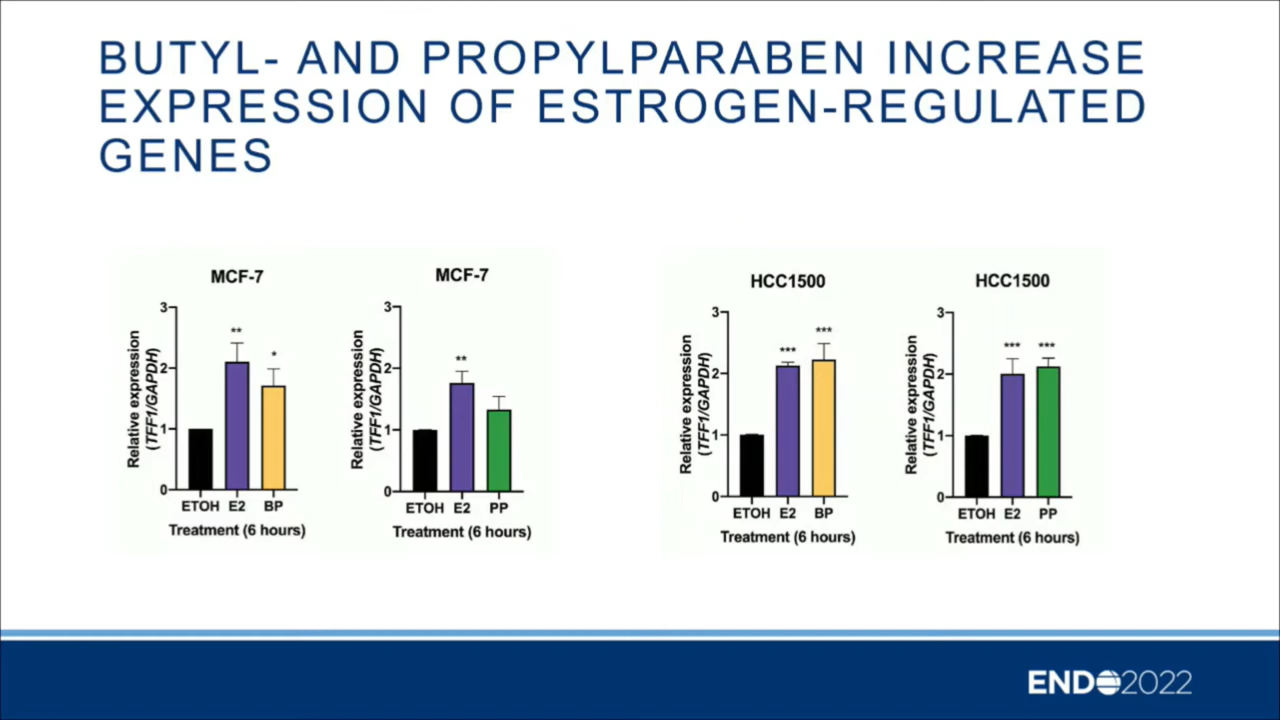 BUTYL- AND PROPYLPARABEN INCREASE
EXPRESSION OF ESTROGEN-REGULATED
GENES
MCF-7
Relative expression
(TFF1/GAPDH)
3
2
1
0
**
*
ETOH E2 BP
Treatment (6 hours)
MCF-7
Relative expression
(TFF1/GAPDH)
3
2
1
0
**
ETOH E2 PP
Treatment (6 hours)
HCC1500
Relative expression
(TFF1/GAPDH)
3
2
1
0
***
***
ETOH E2 BP
Treatment (6 hours)
HCC1500
Relative expression
(TFF1/GAPDH)
3
2
1
0
*** ***
ETOH E2 PP
Treatment (6 hours)
ENDO2022